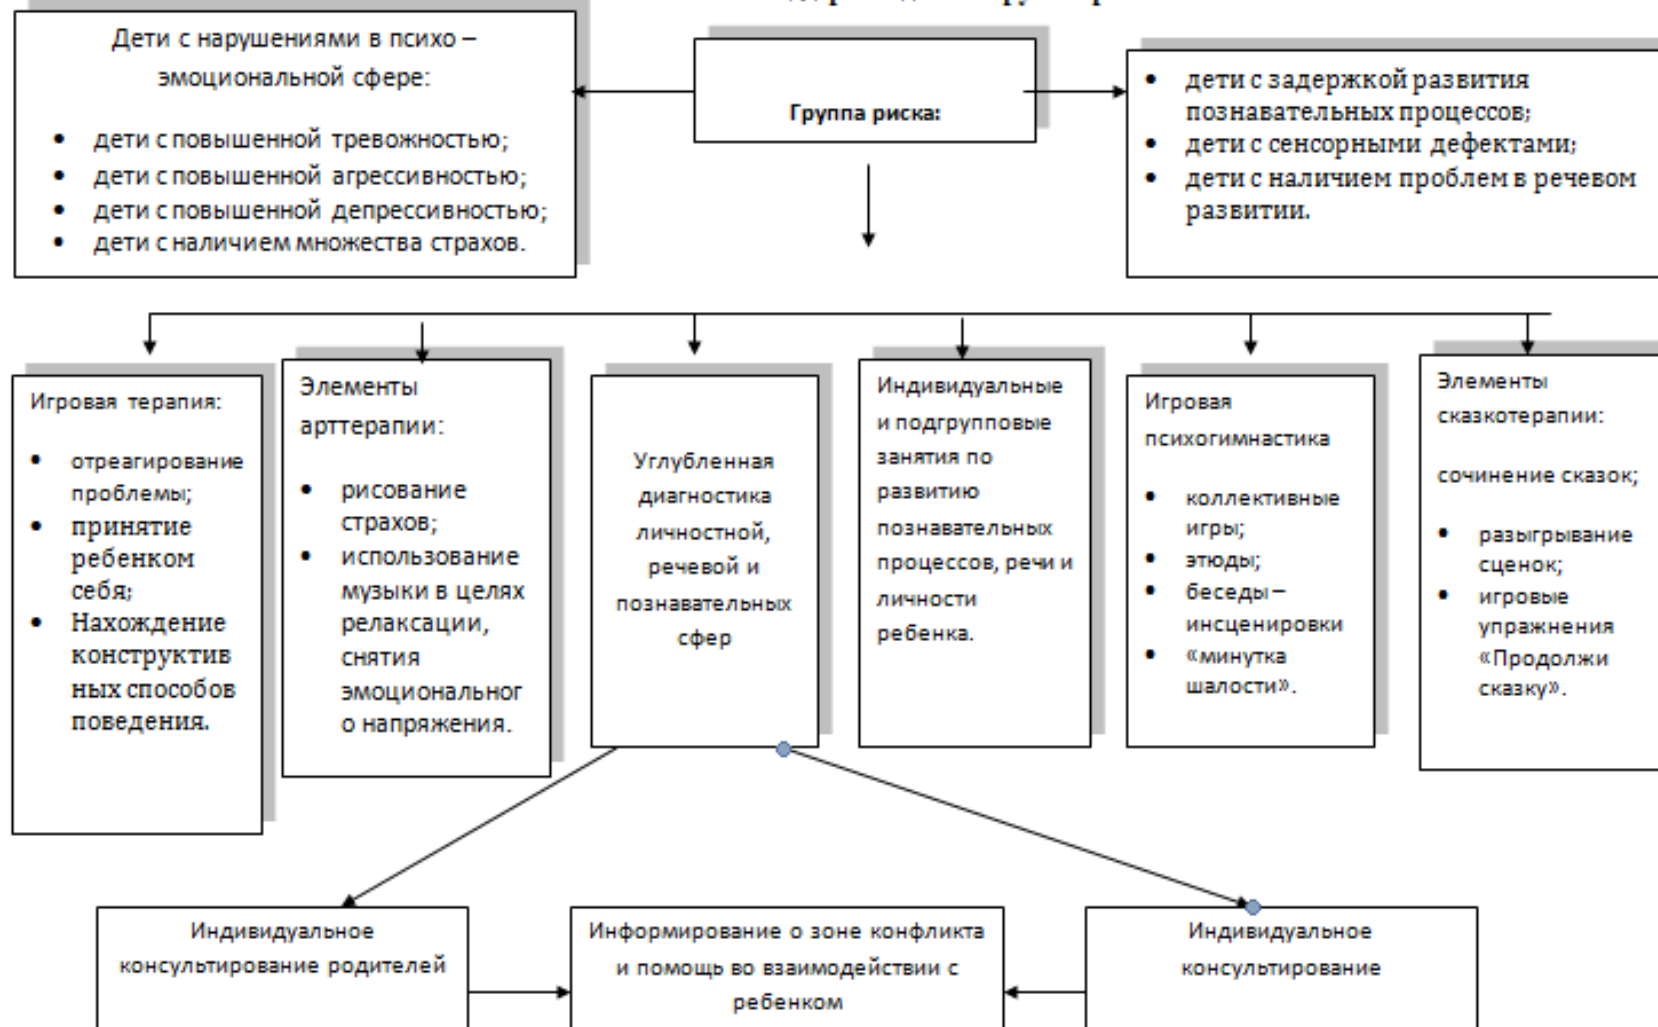 Дети с нарушениями в психо –
эмоциональной сфере:
• дети с повышенной тревожностью;
• дети с повышенной агрессивностью;
• дети с повышенной депрессивностью;
• дети с наличием множества страхов.
Группа риска:
• дети с задержкой развития
познавательных процессов;
• дети с сенсорными дефектами;
• дети с наличием проблем в речевом
развитии.
Игровая терапия:
• отреагирование
проблемы;
• принятие
ребенком
себя;
• Нахождение
конструктив
ных способов
поведения.
Элементы
арттерапии:
• рисование
страхов;
• использование
музыки в целях
релаксации,
снятия
эмоциональног
о напряжения.
Углубленная
диагностика
личностной,
речевой и
познавательных
сфер
Индивидуальные
и подгрупповые
занятия по
развитию
познавательных
процессов, речи и
личности
ребенка.
Игровая
психогимнастика
• коллективные
игры;
• этюды;
• беседы –
инсценировки
• «минутка
шалости».
Элементы
сказкотерапии:
сочинение сказок;
• разыгрывание
сценок;
• игровые
упражнения
«Продолжи
сказку».
Индивидуальное
консультирование родителей
Информирование о зоне конфликта
и помощь во взаимодействии с
ребенком
Индивидуальное
консультирование